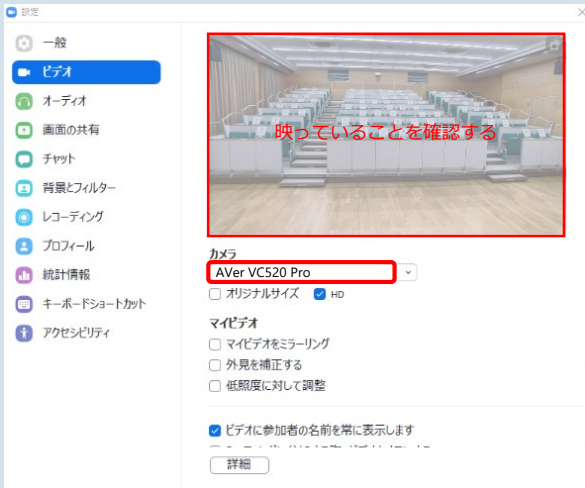 設定
一般
ビデオ
オーディオ
画面の共有
チャット
背景とフィルター
レコーディング
プロフィール
統計情報
キーボードショートカット
アクセシビリティ
映っていることを確認する
カメラ
AVer VC520 Pro
オリジナルサイズ HD
マイビデオ
マイビデオをミラーリング
外見を補正する
低照度に対して調整
ビデオに参加者の名前を常に表示します
詳細